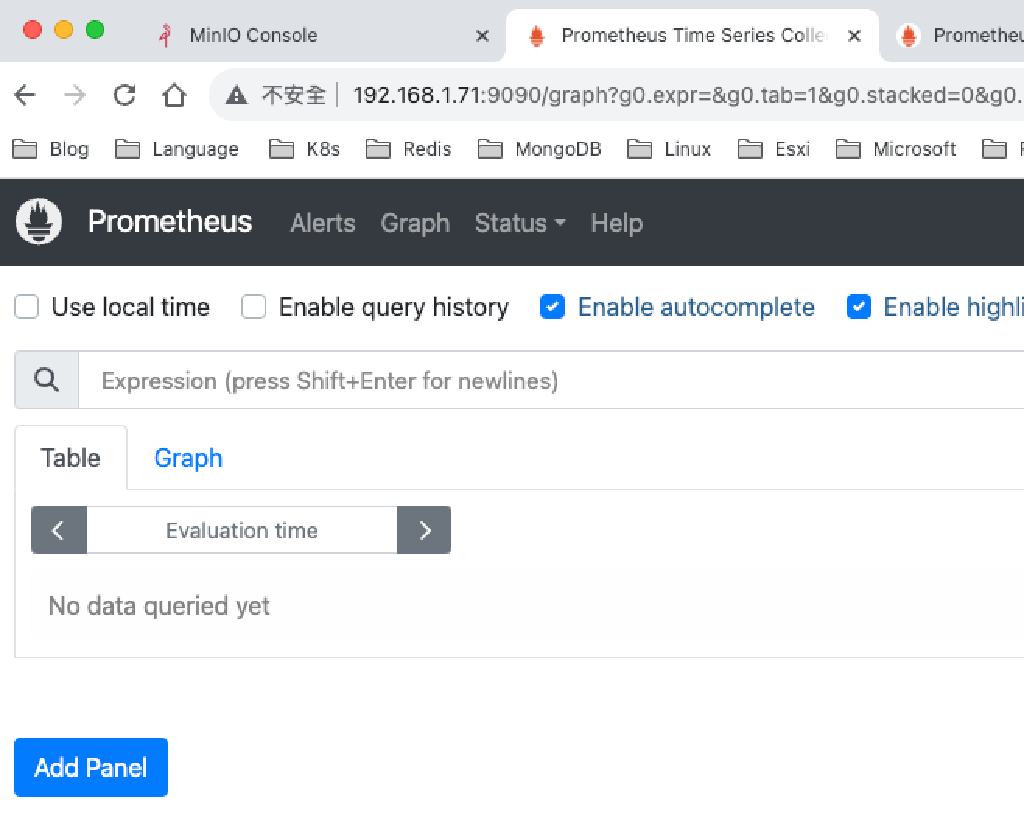 MinIO Console Prometheus Time Series Colle Prometheu
不安全 192.168.1.71:9090/graph?g0.expr=&g0.tab=1&g0.stacked=0&g0.
Blog Language K8s Redis MongoDB Linux Esxi Microsoft
Prometheus Alerts Graph Status Help
Use local time Enable query history Enable autocomplete Enable highli
Expression (press Shift+Enter for newlines)
Table Graph
Evaluation time
No data queried yet
Add Panel